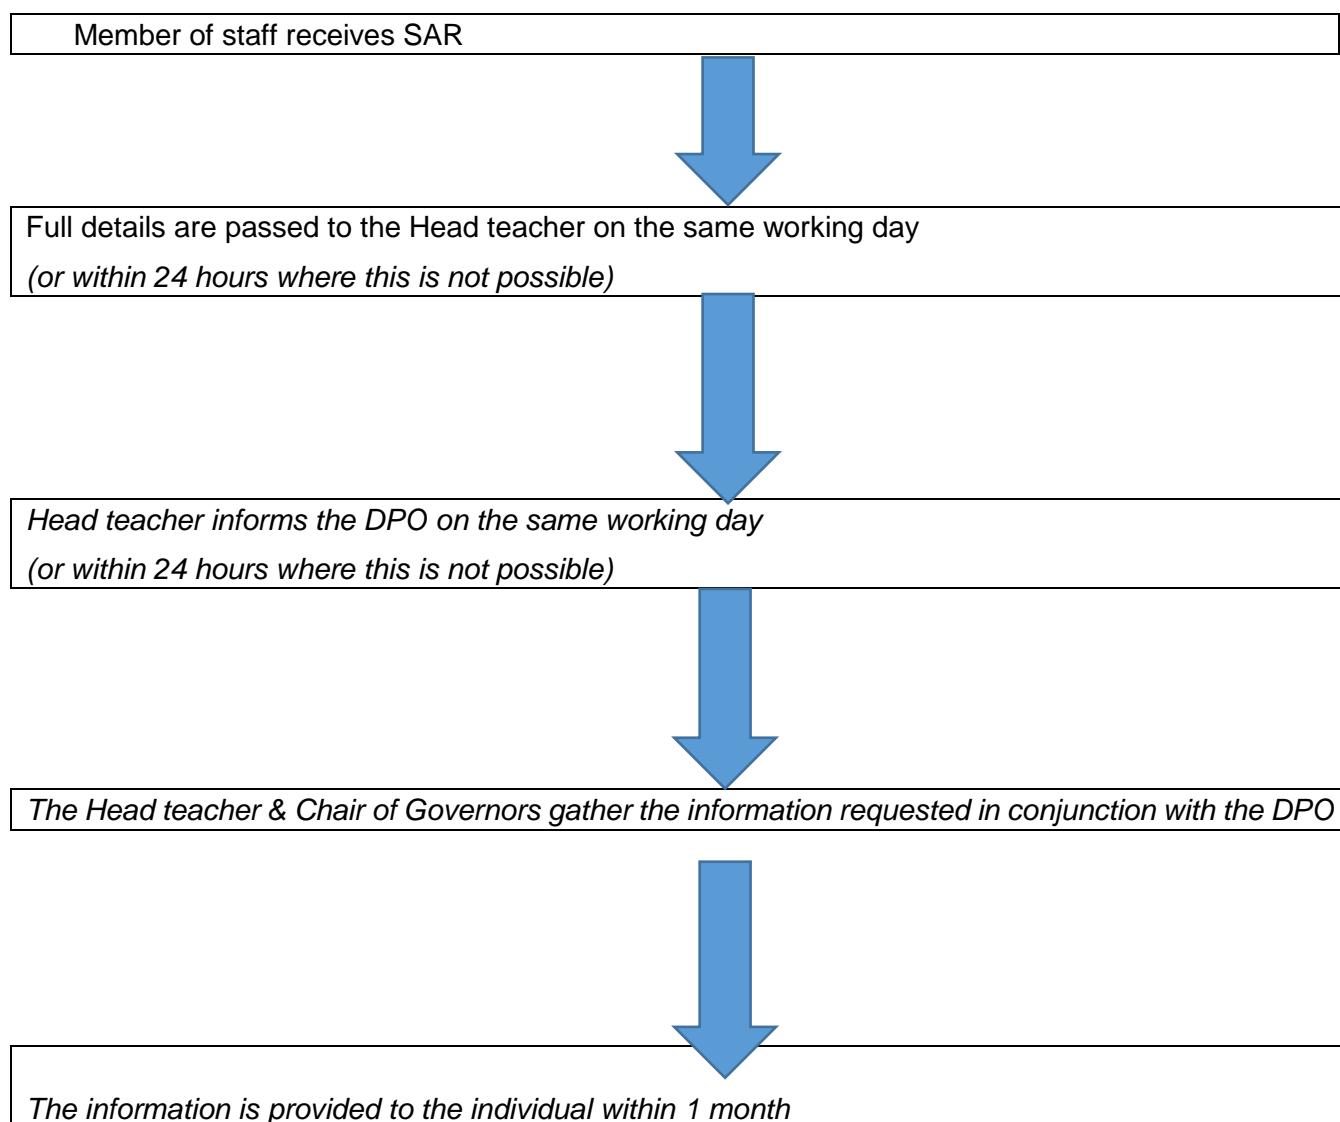 Member of staff receives SAR
Full details are passed to the Head teacher on the same working day
(or within 24 hours where this is not possible)
Head teacher informs the DPO on the same working day
(or within 24 hours where this is not possible)
The Head teacher & Chair of Governors gather the information requested in conjunction with the DPO
The information is provided to the individual within 1 month